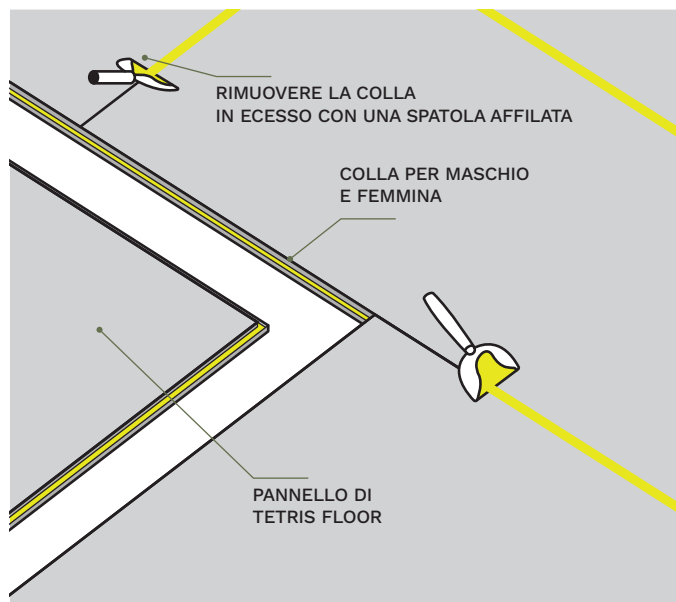 RIMUOVERE LA COLLA
IN ECESSO CON UNA SPATOLA AFFILATA
COLLA PER MASCHIO
E FEMMINA
PANNELLO DI
TETRIS FLOOR